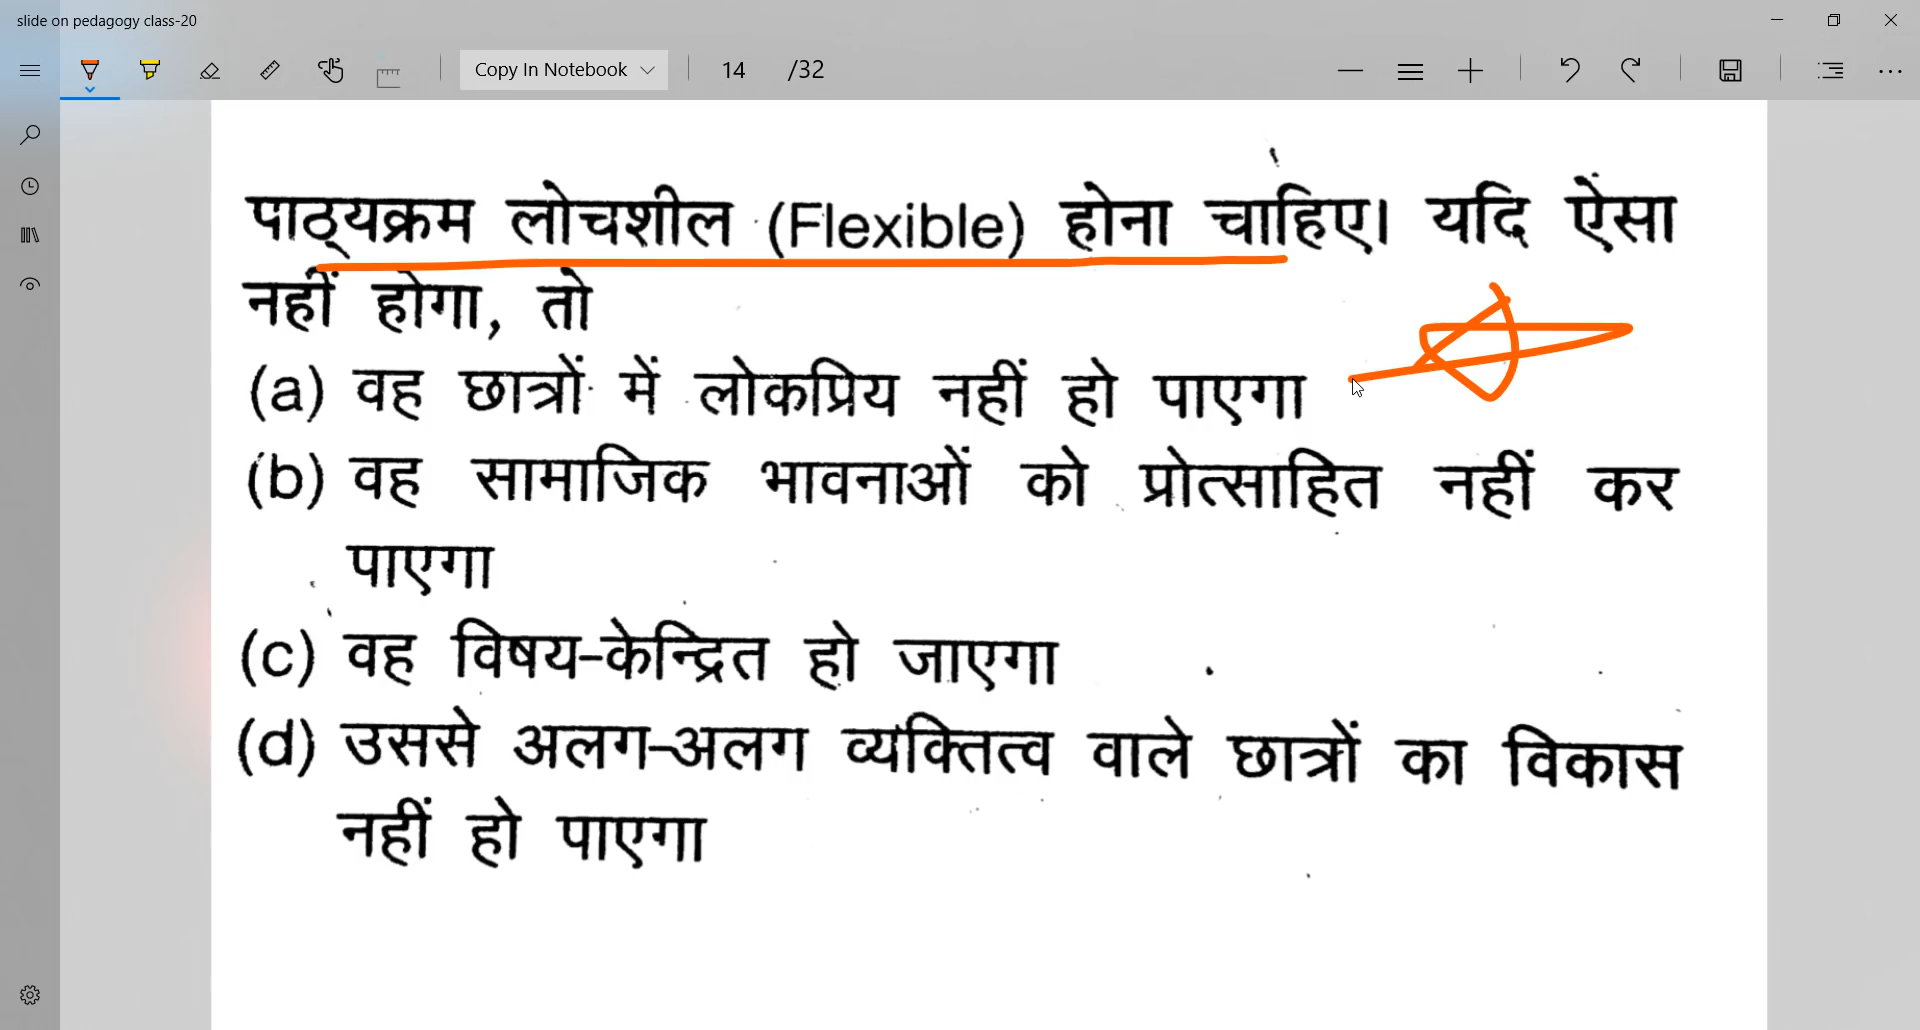 slide on pedagogy class-20
Copy In Notebook 14 /32
पाठ्यक्रम लोचशील (Flexible) होना चाहिए। यदि ऐसा
नहीं होगा, तो
(a) वह छात्रों में लोकप्रिय नहीं हो पाएगा
(b) वह सामाजिक भावनाओं को प्रोत्साहित नहीं कर
पाएगा
(c) वह विषय-केन्द्रित हो जाएगा
(d) उससे अलग-अलग व्यक्तित्व वाले छात्रों का विकास
नहीं हो पाएगा